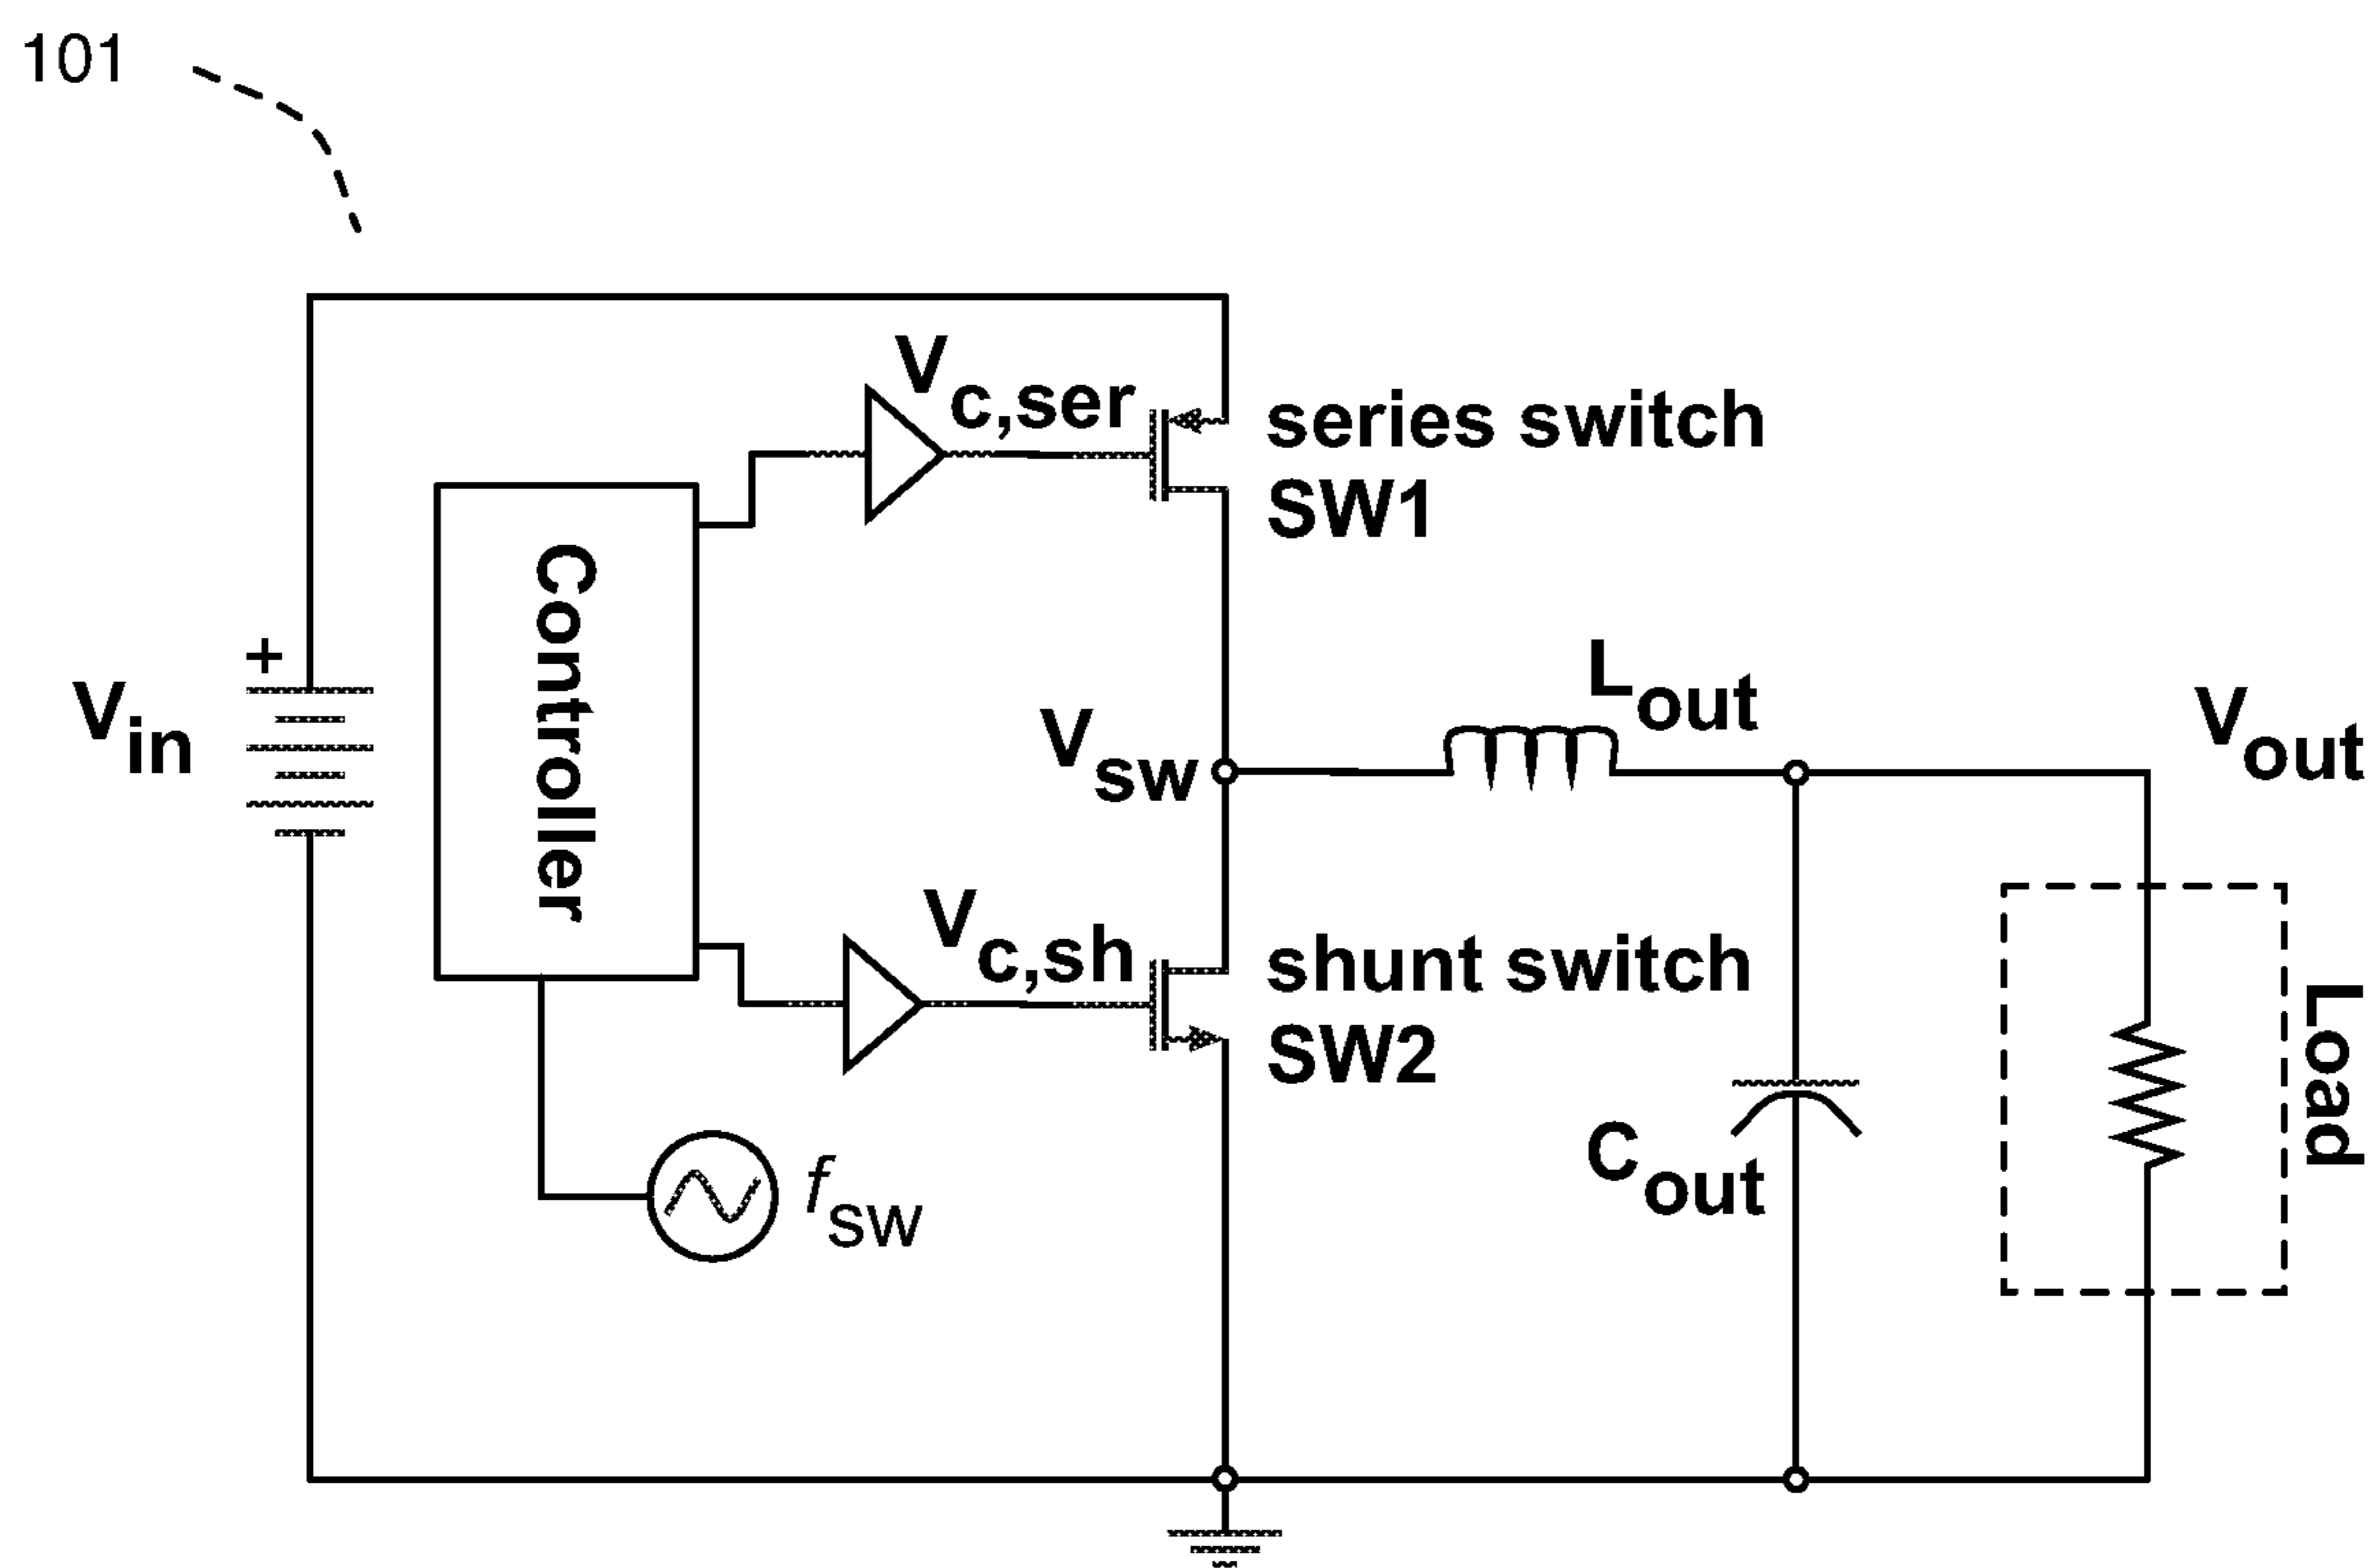 101
Vc,ser
series switch
SW1
Controller
+
Vin
Vsw
Lout
Vout
Vc,sh
shunt switch
SW2
Load
Cout
fsw